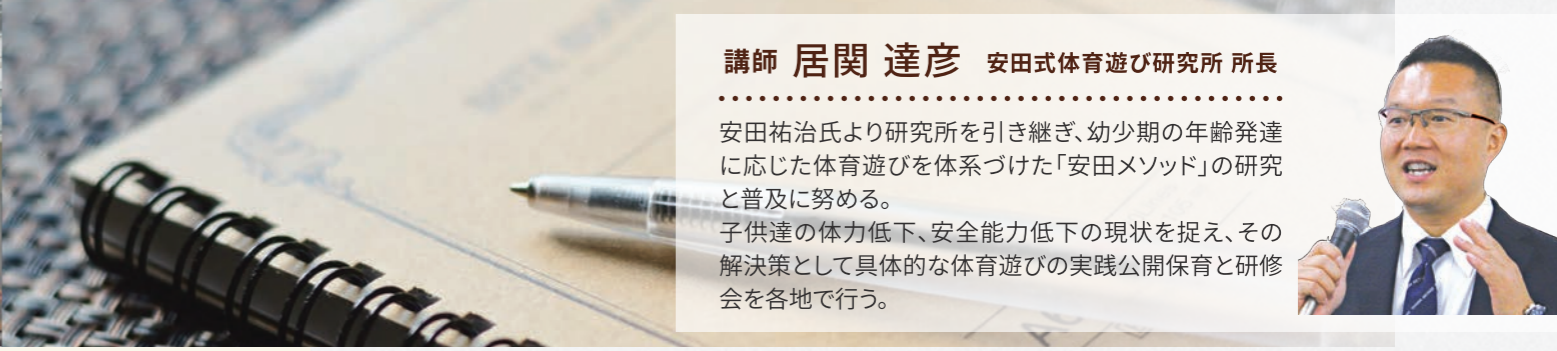 講師 居関 達彦 安田式体育遊び研究所 所長
安田祐治氏より研究所を引き継ぎ、幼少期の年齢発達
に応じた体育遊びを体系づけた「安田メソッド」の研究
と普及に努める。
子供達の体力低下、安全能力低下の現状を捉え、その
解決策として具体的な体育遊びの実践公開保育と研修
会を各地で行う。